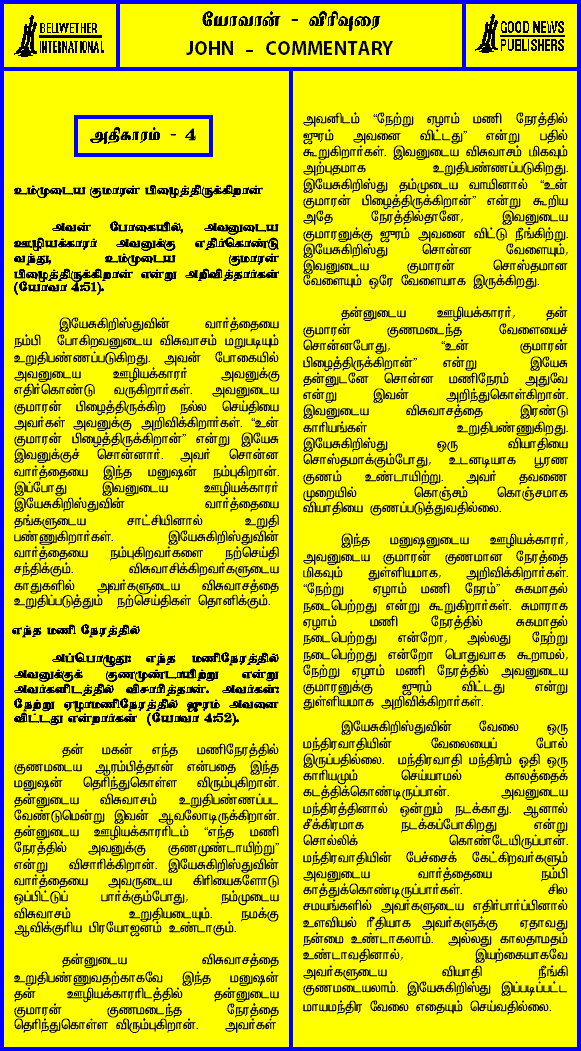 BELWETHER
INTERNATIONAL
யோவான் - விரிவுரை
JOHN - COMMENTARY
GOOD NEWS
PUBLISHERS
அதிகாரம் - 4
உம்முடைய குமாரன் பிழைத்திருக்கிறான்
அவன் போகையில், அவனுடைய
ஊழியக்காரர் அவனுக்கு எதிர்கொண்டு
வந்து, உம்முடைய குமாரன்
பிழைத்திருக்கிறான் என்று அறிவித்தார்கள்
(யோவா 4:51).
இயேசுகிறிஸ்துவின் வார்த்தையை
நம்பி போகிறவனுடைய விசுவாசம் மறுபடியும்
உறுதிபண்ணப்படுகிறது. அவன் போகையில்
அவனுடைய ஊழியக்காரர் அவனுக்கு
எதிர்கொண்டு வருகிறார்கள். அவனுடைய
குமாரன் பிழைத்திருக்கிற நல்ல செய்தியை
அவர்கள் அவனுக்கு அறிவிக்கிறார்கள். “உன்
குமாரன் பிழைத்திருக்கிறான்” என்று இயேசு
இவனுக்குச் சொன்னார். அவர் சொன்ன
வார்த்தையை இந்த மனுஷன் நம்புகிறான்.
இப்போது இவனுடைய ஊழியக்காரர்
இயேசுகிறிஸ்துவின் வார்த்தையை
தங்களுடைய சாட்சியினால் உறுதி
பண்ணுகிறார்கள். இயேசுகிறிஸ்துவின்
வார்த்தையை நம்புகிறவர்களை நற்செய்தி
சந்திக்கும். விசுவாசிக்கிறவர்களுடைய
காதுகளில் அவர்களுடைய விசுவாசத்தை
உறுதிப்படுத்தும் நற்செய்திகள் தொனிக்கும்.
எந்த மணி நேரத்தில்
அப்பொழுது: எந்த மணிநேரத்தில்
அவனுக்குக் குணமுண்டாயிற்று என்று
அவர்களிடத்தில் விசாரித்தான். அவர்கள்:
நேற்று ஏழாமணிநேரத்தில் ஜுரம் அவனை
விட்டது என்றார்கள் (யோவா 4:52).
தன் மகன் எந்த மணிநேரத்தில்
குணமடைய ஆரம்பித்தான் என்பதை இந்த
மனுஷன் தெரிந்துகொள்ள விரும்புகிறான்.
தன்னுடைய விசுவாசம் உறுதிபண்ணப்பட
வேண்டுமென்று இவன் ஆவலோடிருக்கிறான்.
தன்னுடைய ஊழியக்காரரிடம் “எந்த மணி
நேரத்தில் அவனுக்கு குணமுண்டாயிற்று”
என்று விசாரிக்கிறான். இயேசுகிறிஸ்துவின்
வார்த்தையை அவருடைய கிரியைகளோடு
ஒப்பிட்டுப் பார்க்கும்போது, நம்முடைய
விசுவாசம் உறுதியடையும். நமக்கு
ஆவிக்குரிய பிரயோஜனம் உண்டாகும்.
தன்னுடைய விசுவாசத்தை
உறுதிபண்ணுவதற்காகவே இந்த மனுஷன்
தன் ஊழியக்காரரிடத்தில் தன்னுடைய
குமாரன் குணமடைந்த நேரத்தை
தெரிந்துகொள்ள விரும்புகிறான். அவர்கள்
அவனிடம் “நேற்று ஏழாம் மணி நேரத்தில்
ஜுரம் அவனை விட்டது” என்று பதில்
கூறுகிறார்கள். இவனுடைய விசுவாசம் மிகவும்
அற்புதமாக உறுதிபண்ணப்படுகிறது.
இயேசுகிறிஸ்து தம்முடைய வாயினால் “உன்
குமாரன் பிழைத்திருக்கிறான்” என்று கூறிய
அதே நேரத்தில்தானே, இவனுடைய
குமாரனுக்கு ஜுரம் அவனை விட்டு நீங்கிற்று.
இயேசுகிறிஸ்து சொன்ன வேளையும்,
இவனுடைய குமாரன் சொஸ்தமான
வேளையும் ஒரே வேளையாக இருக்கிறது.
தன்னுடைய ஊழியக்காரர், தன்
குமாரன் குணமடைந்த வேளையைச்
சொன்னபோது, “உன் குமாரன்
பிழைத்திருக்கிறான்” என்று இயேசு
தன்னுடனே சொன்ன மணிநேரம் அதுவே
என்று இவன் அறிந்துகொள்கிறான்.
இவனுடைய விசுவாசத்தை இரண்டு
காரியங்கள் உறுதிபண்ணுகிறது.
இயேசுகிறிஸ்து ஒரு வியாதியை
சொஸ்தமாக்கும்போது, உடனடியாக பூரண
குணம் உண்டாயிற்று. அவர் தவணை
முறையில் கொஞ்சம் கொஞ்சமாக
வியாதியை குணப்படுத்துவதில்லை.
இந்த மனுஷனுடைய ஊழியக்காரர்,
அவனுடைய குமாரன் குணமான நேரத்தை
மிகவும் துள்ளியமாக, அறிவிக்கிறார்கள்.
“நேற்று ஏழாம் மணி நேரம்” சுகமாதல்
நடைபெற்றது என்று கூறுகிறார்கள். சுமாராக
ஏழாம் மணி நேரத்தில் சுகமாதல்
நடைபெற்றது என்றோ, அல்லது நேற்று
நடைபெற்றது என்றோ பொதுவாக கூறாமல்,
நேற்று ஏழாம் மணி நேரத்தில் அவனுடைய
குமாரனுக்கு ஜுரம் விட்டது என்று
துள்ளியமாக அறிவிக்கிறார்கள்.
இயேசுகிறிஸ்துவின் வேலை ஒரு
மந்திரவாதியின் வேலையைப் போல்
இருப்பதில்லை. மந்திரவாதி மந்திரம் ஓதி ஒரு
காரியமும் செய்யாமல் காலத்தைக்
கடத்திக்கொண்டிருப்பான். அவனுடைய
மந்திரத்தினால் ஒன்றும் நடக்காது. ஆனால்
சீக்கிரமாக நடக்கப்போகிறது என்று
சொல்லிக் கொண்டேயிருப்பான்.
மந்திரவாதியின் பேச்சைக் கேட்கிறவர்களும்
அவனுடைய வார்த்தையை நம்பி
காத்துக்கொண்டிருப்பார்கள். சில
சமயங்களில் அவர்களுடைய எதிர்பார்ப்பினால்
உளவியல் ரீதியாக அவர்களுக்கு ஏதாவது
நன்மை உண்டாகலாம். அல்லது காலதாமதம்
உண்டாவதினால், இயற்கையாகவே
அவர்களுடைய வியாதி நீங்கி
குணமடையலாம். இயேசுகிறிஸ்து இப்படிப்பட்ட
மாயமந்திர வேலை எதையும் செய்வதில்லை.